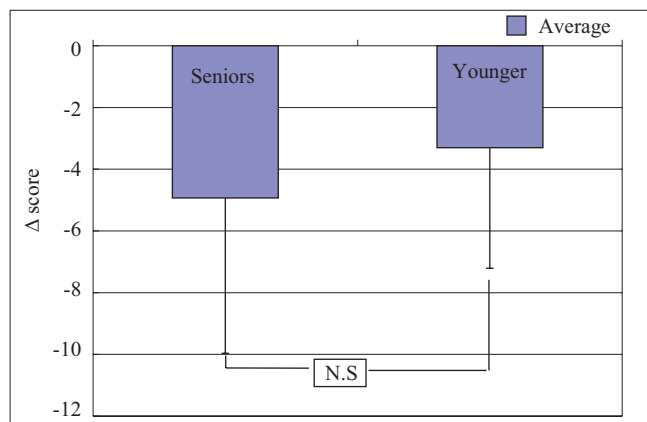 Average
0
Seniors
Younger
-2
-4
-6
-8
-10
-12
Δ score
N.S